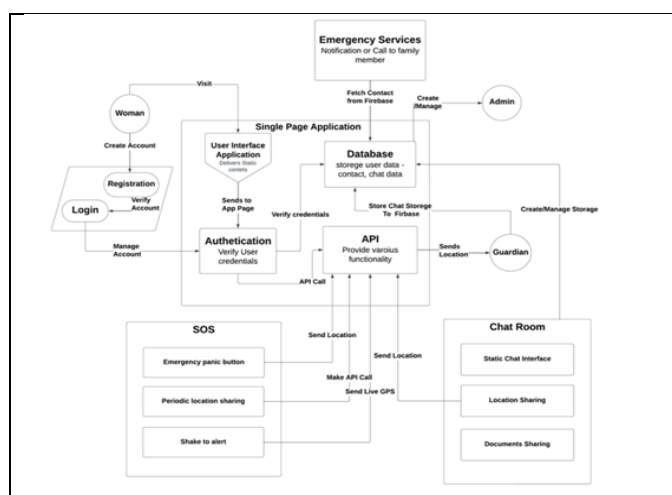 Emergency Services
Notification or Call to family
member
Visit
Fetch Contact
from Firebase
Create
/Manage
Admin
Woman
Single Page Application
User Interface
Application
Delivers Static
contets
Database
storege user data -
contact, chat data
Create Account
Registration
Login
Verify
Account
Sends to
App Page
Verify credentials
Store Chat Storege
To Firbase
Create/Manage Storage
Manage
Account
Authetication
Verify User
credentials
API
Provide varoius
functionality
Sends
Location
Guardian
API Call
SOS
Emergency panic button
Periodic location sharing
Shake to alert
Send Location
Make API Call
Send Live GPS
Send Location
Chat Room
Static Chat Interface
Location Sharing
Documents Sharing